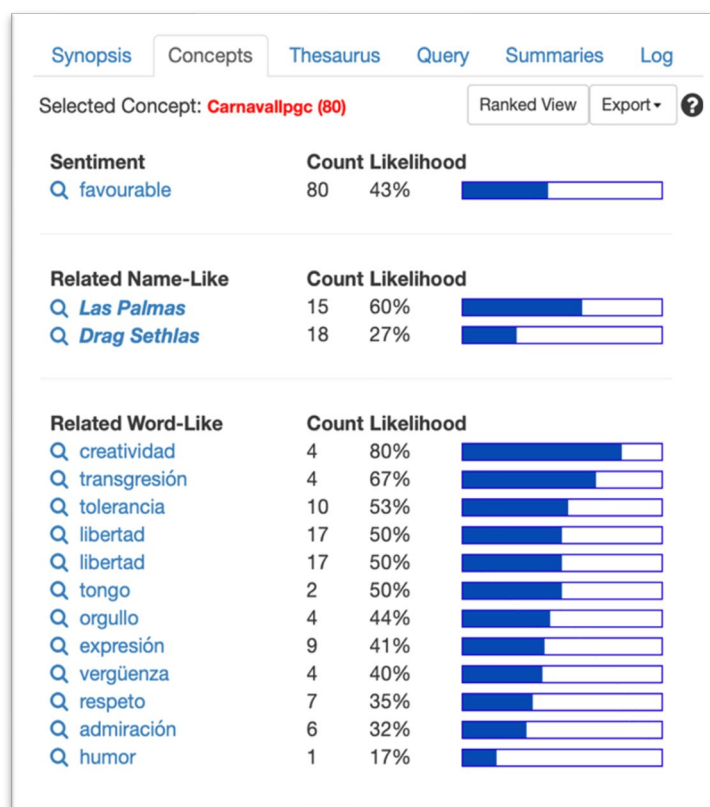 Synopsis Concepts Thesaurus Query Summaries Log
Selected Concept: Carnavallpgc (80) Ranked View Export ?
Sentiment Count Likelihood
favourable 80 43%
Related Name-Like Count Likelihood
Las Palmas 15 60%
Drag Sethlas 18 27%
Related Word-Like Count Likelihood
creatividad 4 80%
transgresión 4 67%
tolerancia 10 53%
libertad 17 50%
libertad 17 50%
tongo 2 50%
orgullo 4 44%
expresión 9 41%
vergüenza 4 40%
respeto 7 35%
admiración 6 32%
humor 1 17%